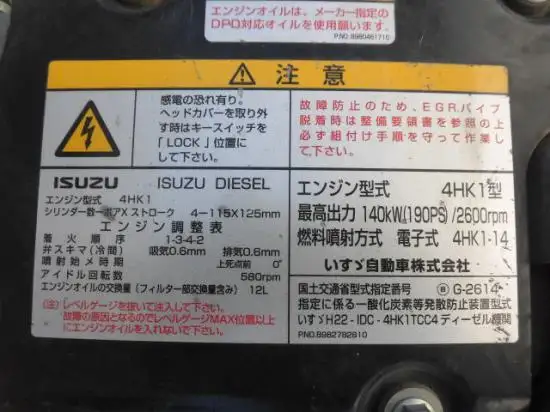 エンジンオイルは、メーカー指定の
DPD対応オイルを使用願います。
P.NO.8980461710
注意
感電の恐れ有り。
ヘッドカバーを取り外
す時はキースイッチを
「LOCK」位置に
して下さい。
故障防止のため、EGRパイプ
脱着時は整備要領書を参照の上
必ず組付け手順を守って作業し
て下さい。
ISUZU ISUZU DIESEL
エンジン型式 4HK1
シリンダ数ーボアXストローク 4-115X125mm
エンジン調整表
着火順序 1-3-4-2
弁スキマ(冷間) 吸気0.6mm 排気0.6mm
噴射始メ時期 上死点前 0°
アイドル回転数 580rpm
エンジンオイルの交換量(フィルター部交換量含み) 12L
(注)レベルゲージを抜いて注入して下さい。
故障の原因となるのでレベルゲージMAX位置以上
にエンジンオイルを入れないで下さい。
エンジン型式 4HK1型
最高出力 140kW(190PS)/2600rpm
燃料噴射方式 電子式 4HK1-14
いすゞ自動車株式会社
国土交通省型式指定番号 Ⓑ G-2614
指定に係る一酸化炭素等発散防止装置型式
いすゞH22-IDC-4HK1TCC4ディーゼル機関
P.NO.8982782810